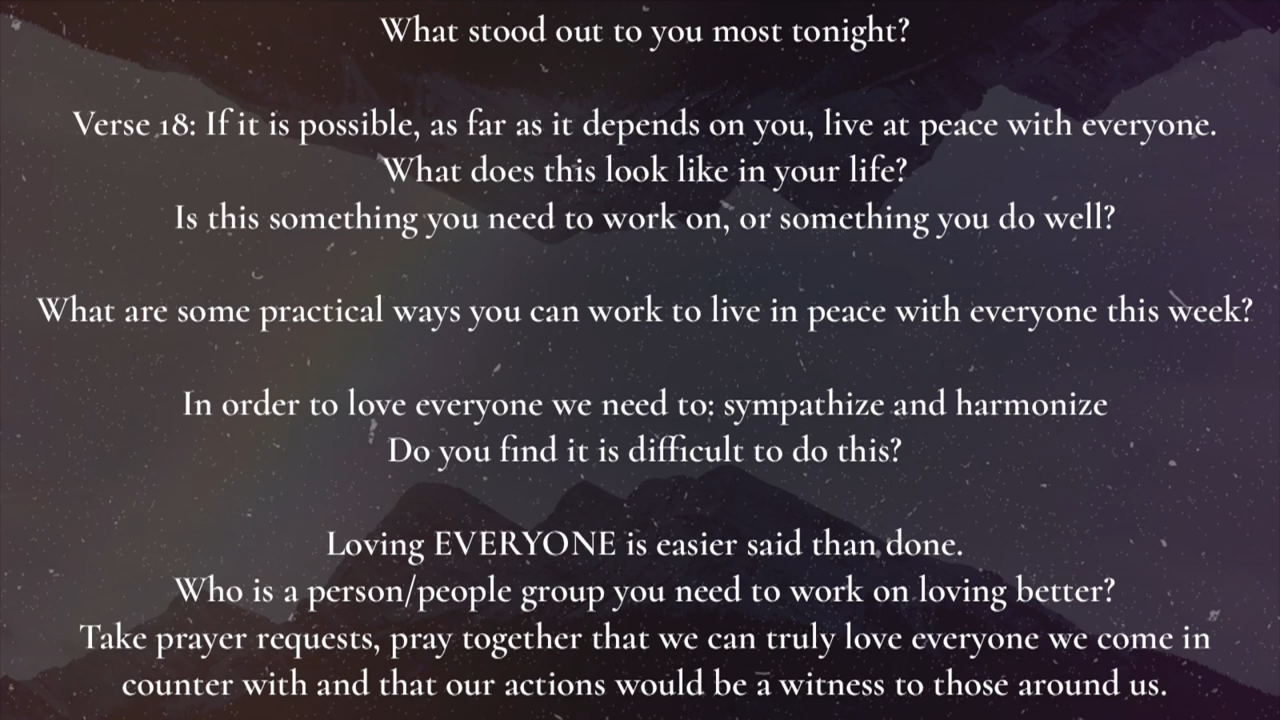 What stood out to you most tonight?
Verse 18: If it is possible, as far as it depends on you, live at peace with everyone.
What does this look like in your life?
Is this something you need to work on, or something you do well?
What are some practical ways you can work to live in peace with everyone this week?
In order to love everyone we need to: sympathize and harmonize
Do you find it is difficult to do this?
Loving EVERYONE is easier said than done.
Who is a person/people group you need to work on loving better?
Take prayer requests, pray together that we can truly love everyone we come in
counter with and that our actions would be a witness to those around us.